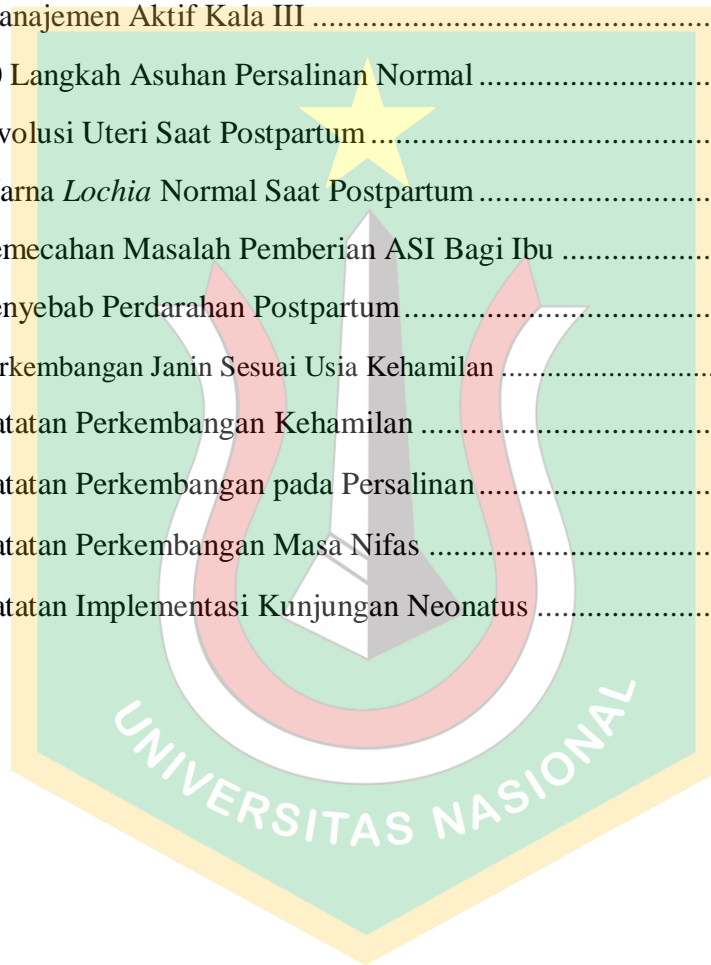 anajemen Aktif Kala III ..........................................................
Langkah Asuhan Persalinan Normal ...............................
volusi Uteri Saat Postpartum ............................................
arna Lochia Normal Saat Postpartum ...............................
emecahan Masalah Pemberian ASI Bagi Ibu ....................
enyebab Perdarahan Postpartum ........................................
rkembangan Janin Sesuai Usia Kehamilan ............................
atatan Perkembangan Kehamilan .....................................
atatan Perkembangan pada Persalinan ..............................
atatan Perkembangan Masa Nifas ....................................
atatan Implementasi Kunjungan Neonatus .......................
UNIVERSITAS NASIONAL